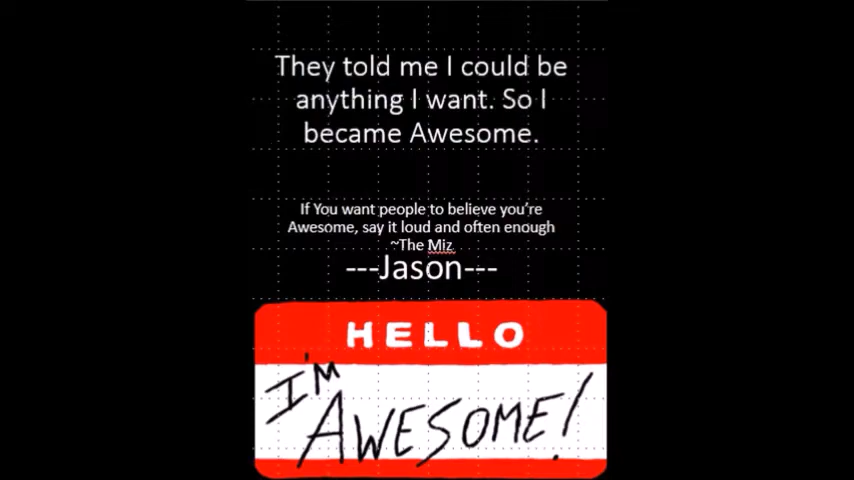 They told me I could be
anything I want. So I
became Awesome.
If You want people to believe you're
Awesome, say it loud and often enough
~The Miz
---Jason---
HELLO
I'M
AWESOME!